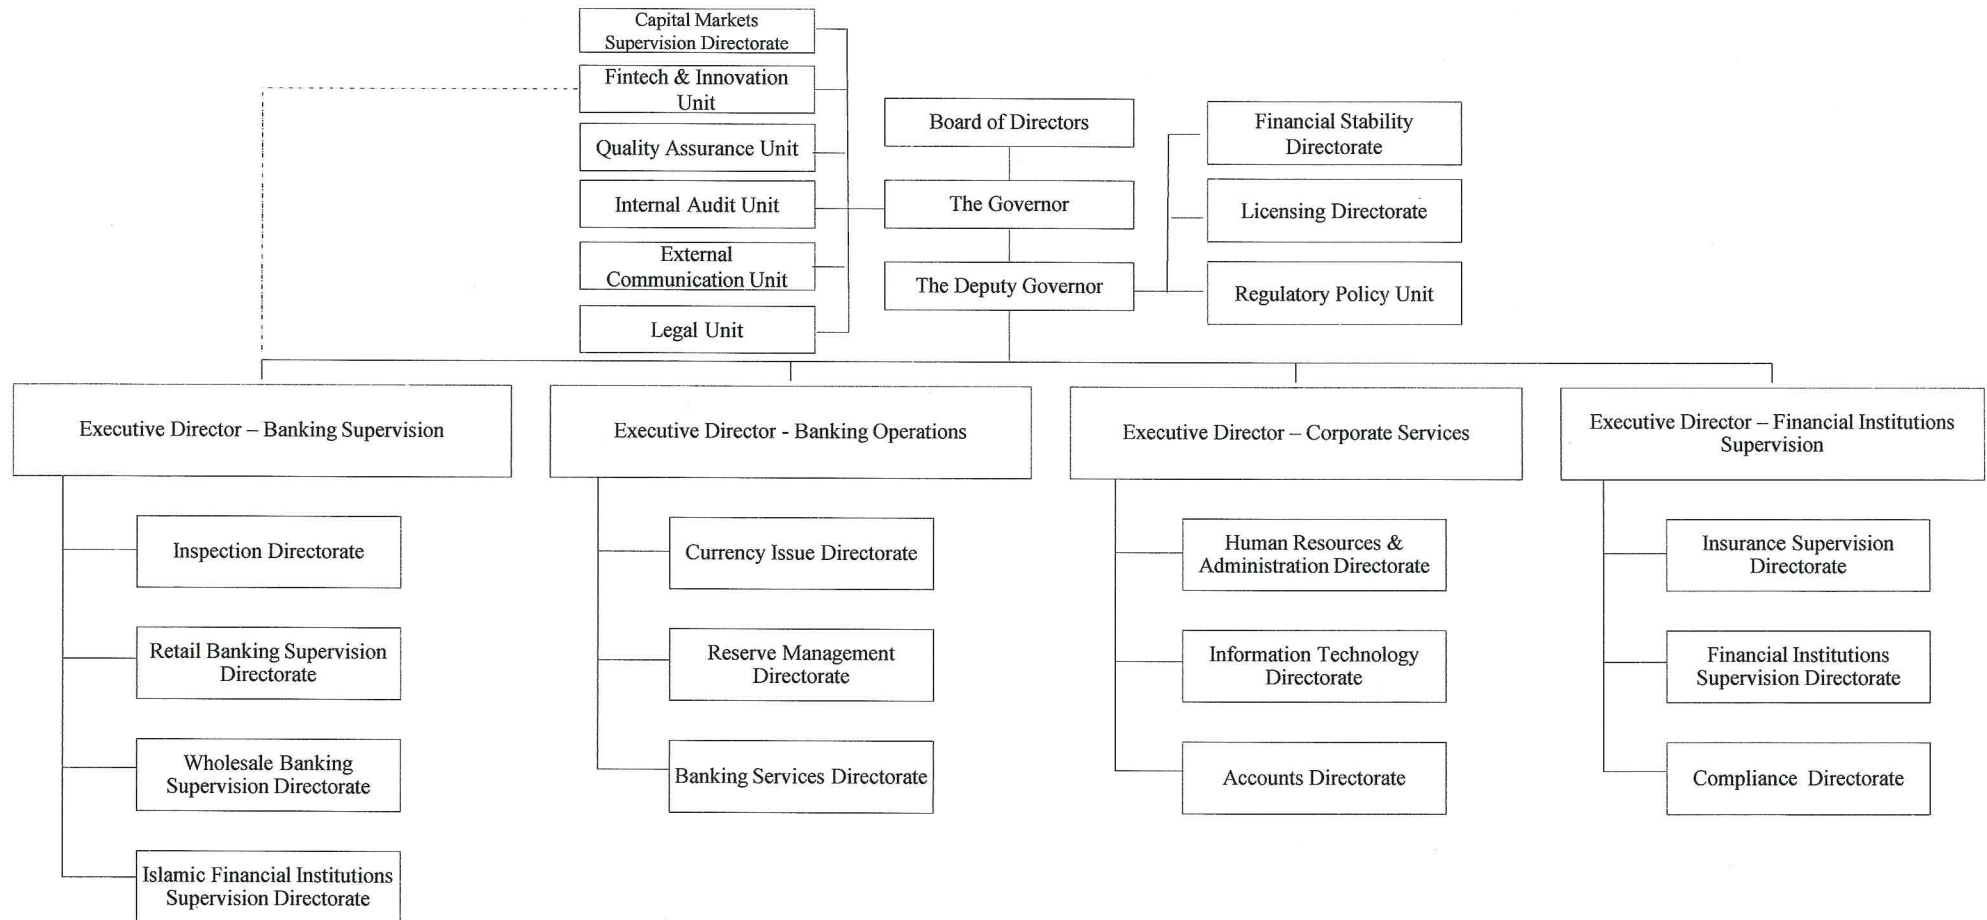 Capital Markets
Supervision Directorate
Fintech & Innovation
Unit
Quality Assurance Unit
Internal Audit Unit
External
Communication Unit
Legal Unit
Board of Directors
The Governor
The Deputy Governor
Financial Stability
Directorate
Licensing Directorate
Regulatory Policy Unit
Executive Director – Banking Supervision
Inspection Directorate
Retail Banking Supervision
Directorate
Wholesale Banking
Supervision Directorate
Islamic Financial Institutions
Supervision Directorate
Executive Director - Banking Operations
Currency Issue Directorate
Reserve Management
Directorate
Banking Services Directorate
Executive Director – Corporate Services
Human Resources &
Administration Directorate
Information Technology
Directorate
Accounts Directorate
Executive Director – Financial Institutions
Supervision
Insurance Supervision
Directorate
Financial Institutions
Supervision Directorate
Compliance Directorate